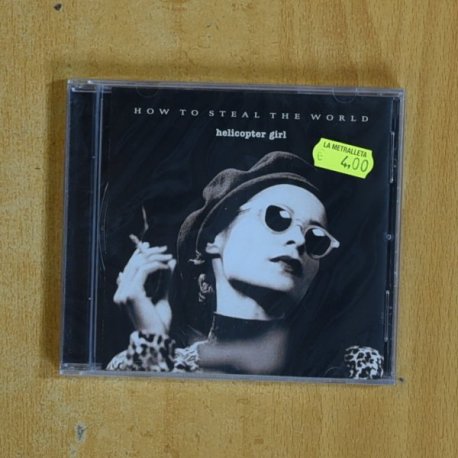 HOW TO STEAL THE WORLD
helicopter girl
LA METRALLETA
E 4,00